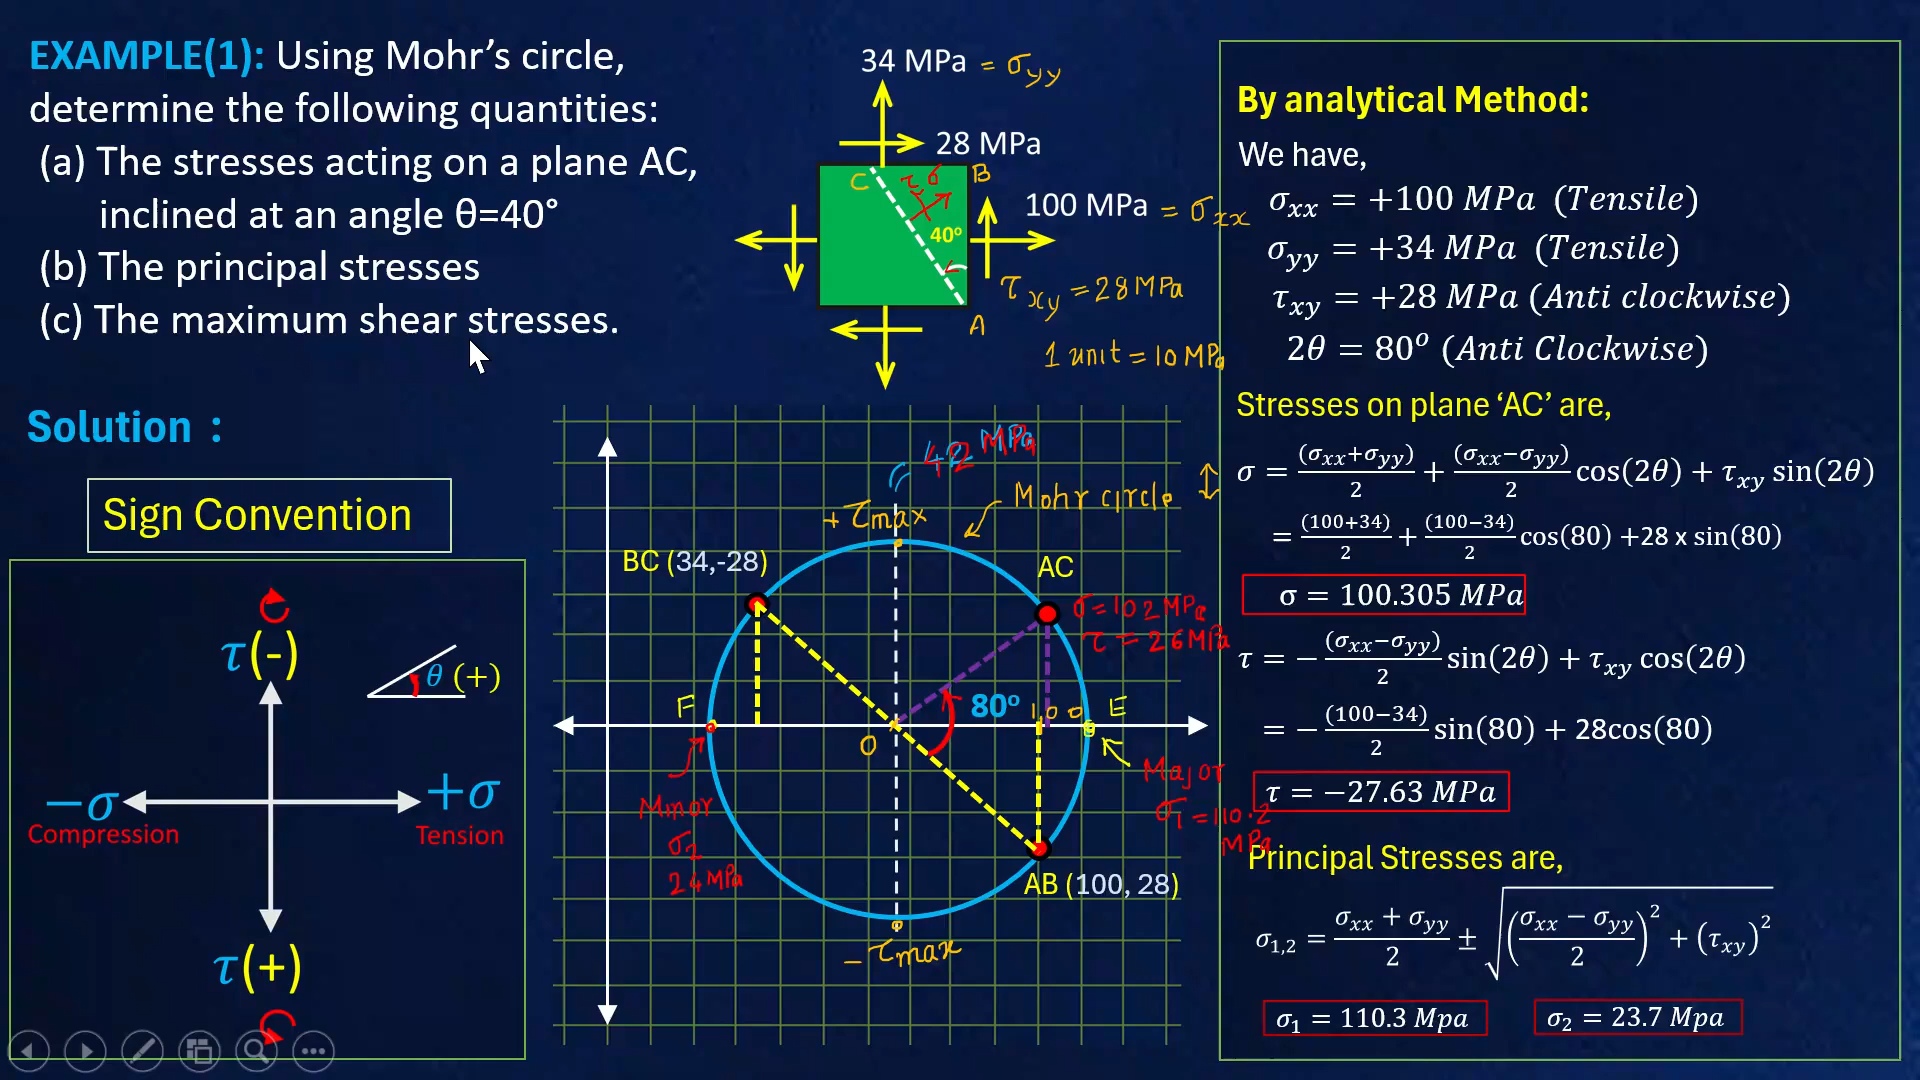 EXAMPLE(1): Using Mohr’s circle,
determine the following quantities:
(a) The stresses acting on a plane AC,
inclined at an angle θ=40°
(b) The principal stresses
(c) The maximum shear stresses.
Solution :
Sign Convention
τ(-)
θ (+)
−σ
Compression
+σ
Tension
τ(+)
34 MPa = σyy
28 MPa
C
τ σ
B
100 MPa = σxx
40º
τxy = 28 MPa
A
1 unit = 10 MPa
42 MPa
+ τmax
Mohr circle
BC (34,-28)
AC
σ = 102 MPa
τ = 26 MPa
F
80º
100
E
O
Minor
σ2
24 MPa
Major
σ1 = 110.2
MPa
AB (100, 28)
− τmax
By analytical Method:
We have,
σxx = +100 MPa (Tensile)
σyy = +34 MPa (Tensile)
τxy = +28 MPa (Anti clockwise)
2θ = 80o (Anti Clockwise)
Stresses on plane ‘AC’ are,
σ = (σxx+σyy)/2 + (σxx−σyy)/2 cos(2θ) + τxy sin(2θ)
= (100+34)/2 + (100−34)/2 cos(80) +28 x sin(80)
σ = 100.305 MPa
τ = − (σxx−σyy)/2 sin(2θ) + τxy cos(2θ)
= − (100−34)/2 sin(80) + 28cos(80)
τ = −27.63 MPa
Principal Stresses are,
σ1,2 = (σxx + σyy)/2 ± √((σxx − σyy)/2)² + (τxy)²
σ1 = 110.3 Mpa
σ2 = 23.7 Mpa